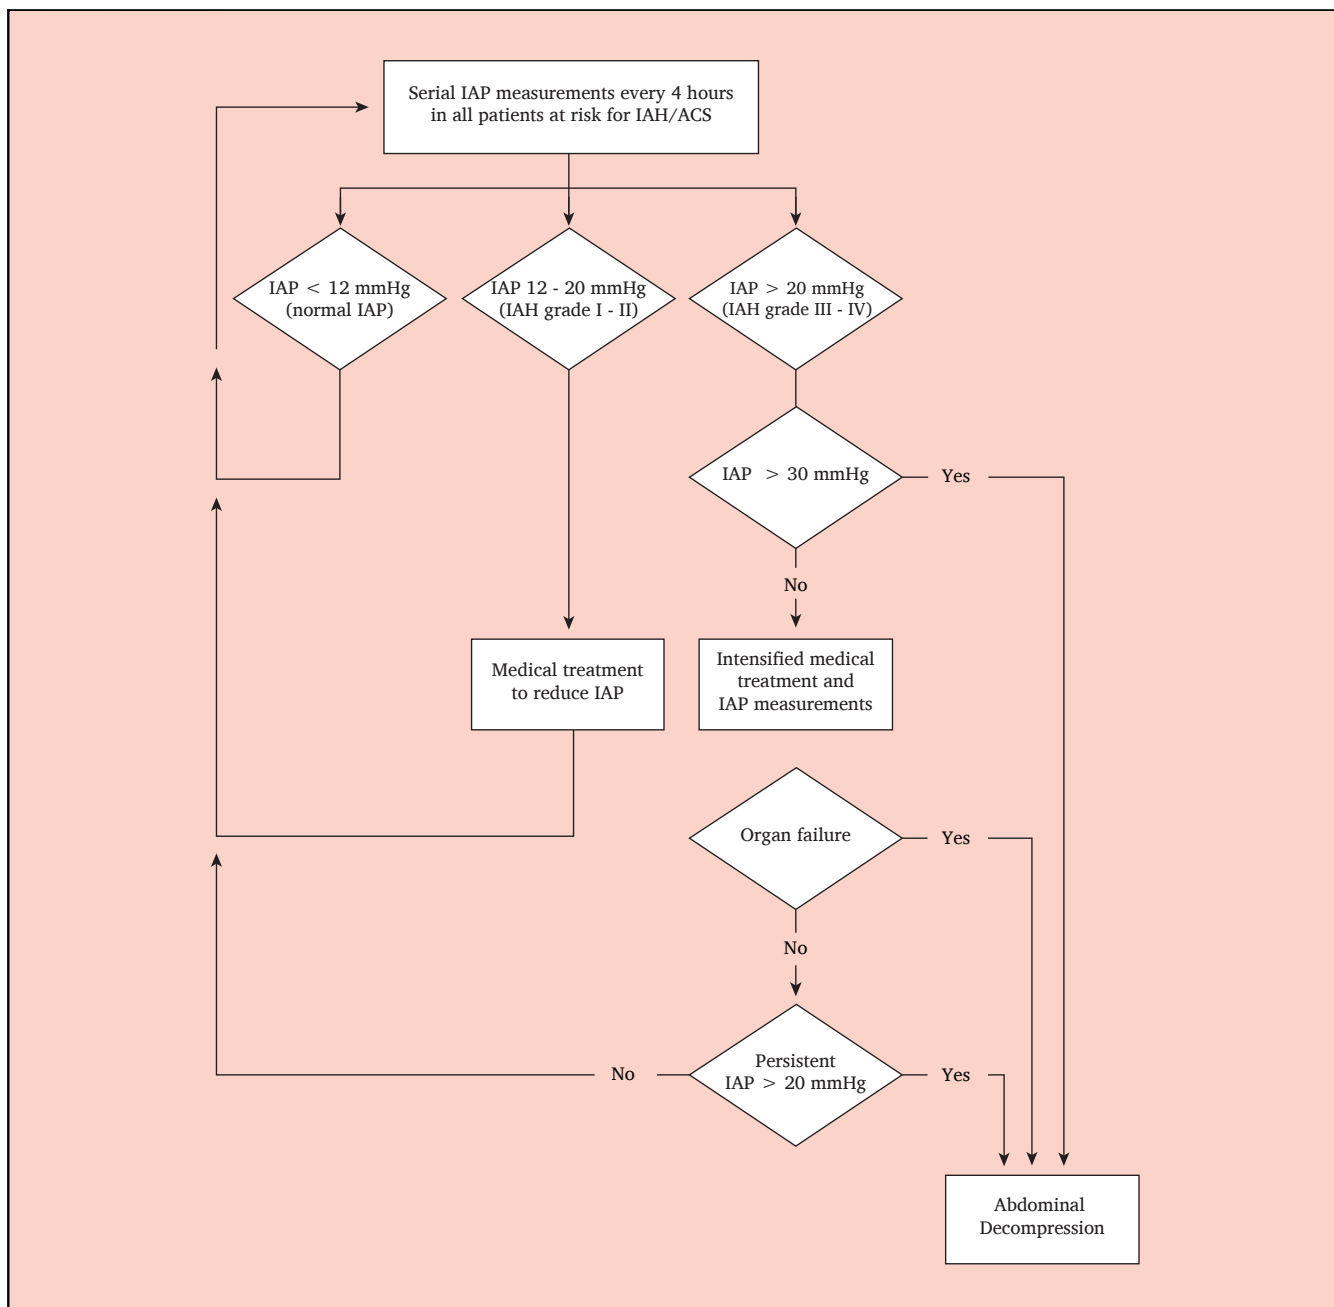 Serial IAP measurements every 4 hours
in all patients at risk for IAH/ACS
IAP < 12 mmHg
(normal IAP)
IAP 12 - 20 mmHg
(IAH grade I - II)
IAP > 20 mmHg
(IAH grade III - IV)
IAP > 30 mmHg
Yes
No
Medical treatment
to reduce IAP
Intensified medical
treatment and
IAP measurements
Organ failure
Yes
No
Persistent
IAP > 20 mmHg
No
Yes
Abdominal
Decompression